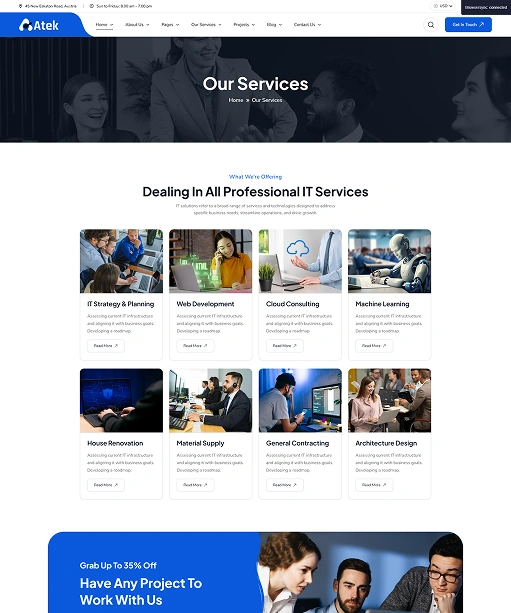 45 New Eskaton Road, Austria
Sun to Friday: 8.00 am - 7.00 pm
USD
Browsersync: connected
Atek
Home
About Us
Pages
Our Services
Projects
Blog
Contact Us
Get In Touch
Our Services
Home » Our Services
What We're Offering
Dealing In All Professional IT Services
IT solutions refer to a broad range of services and technologies designed to address
specific business needs, streamline operations, and drive growth.
IT Strategy & Planning
Assessing current IT infrastructure
and aligning it with business goals.
Developing a roadmap.
Read More
Web Development
Assessing current IT infrastructure
and aligning it with business goals.
Developing a roadmap.
Read More
Cloud Consulting
Assessing current IT infrastructure
and aligning it with business goals.
Developing a roadmap.
Read More
Machine Learning
Assessing current IT infrastructure
and aligning it with business goals.
Developing a roadmap.
Read More
House Renovation
Assessing current IT infrastructure
and aligning it with business goals.
Developing a roadmap.
Read More
Material Supply
Assessing current IT infrastructure
and aligning it with business goals.
Developing a roadmap.
Read More
General Contracting
Assessing current IT infrastructure
and aligning it with business goals.
Developing a roadmap.
Read More
Architecture Design
Assessing current IT infrastructure
and aligning it with business goals.
Developing a roadmap.
Read More
Grab Up To 35% Off
Have Any Project To
Work With Us